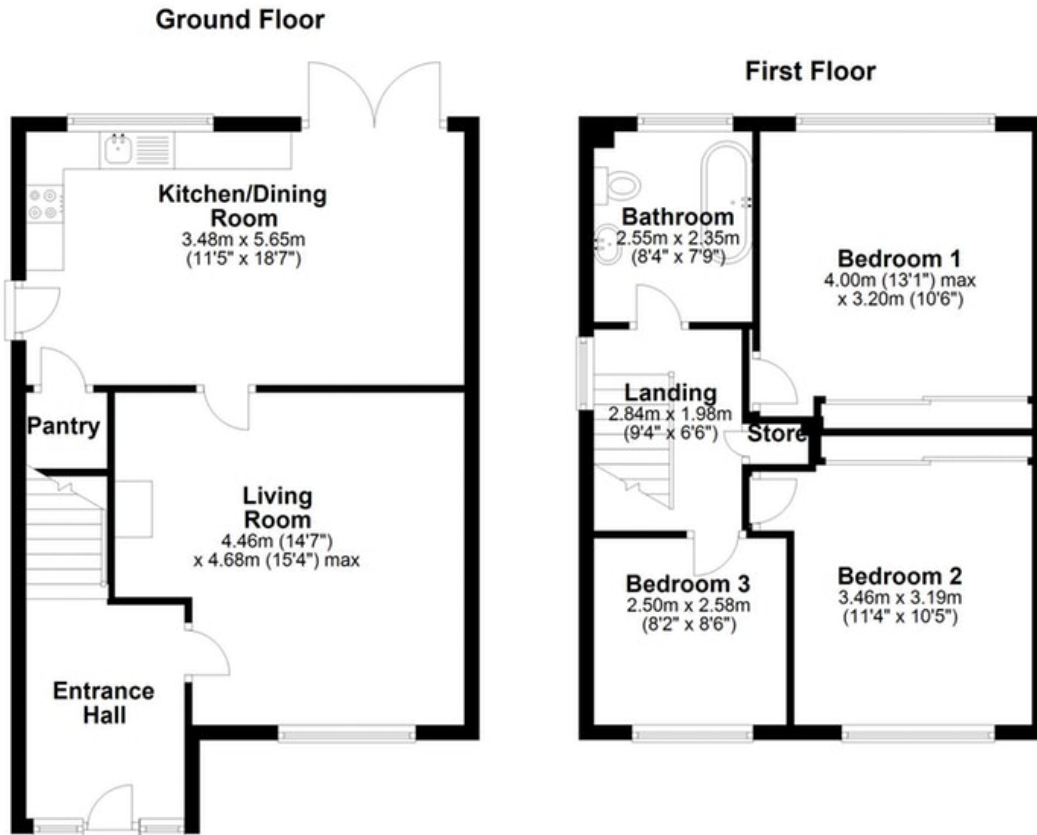 Ground Floor
Kitchen/Dining
Room
3.48m x 5.65m
(11'5" x 18'7")
Pantry
Living
Room
4.46m (14'7")
x 4.68m (15'4") max
Entrance
Hall
First Floor
Bathroom
2.55m x 2.35m
(8'4" x 7'9")
Bedroom 1
4.00m (13'1") max
x 3.20m (10'6")
Landing
2.84m x 1.98m
(9'4" x 6'6")
Store
Bedroom 3
2.50m x 2.58m
(8'2" x 8'6")
Bedroom 2
3.46m x 3.19m
(11'4" x 10'5")